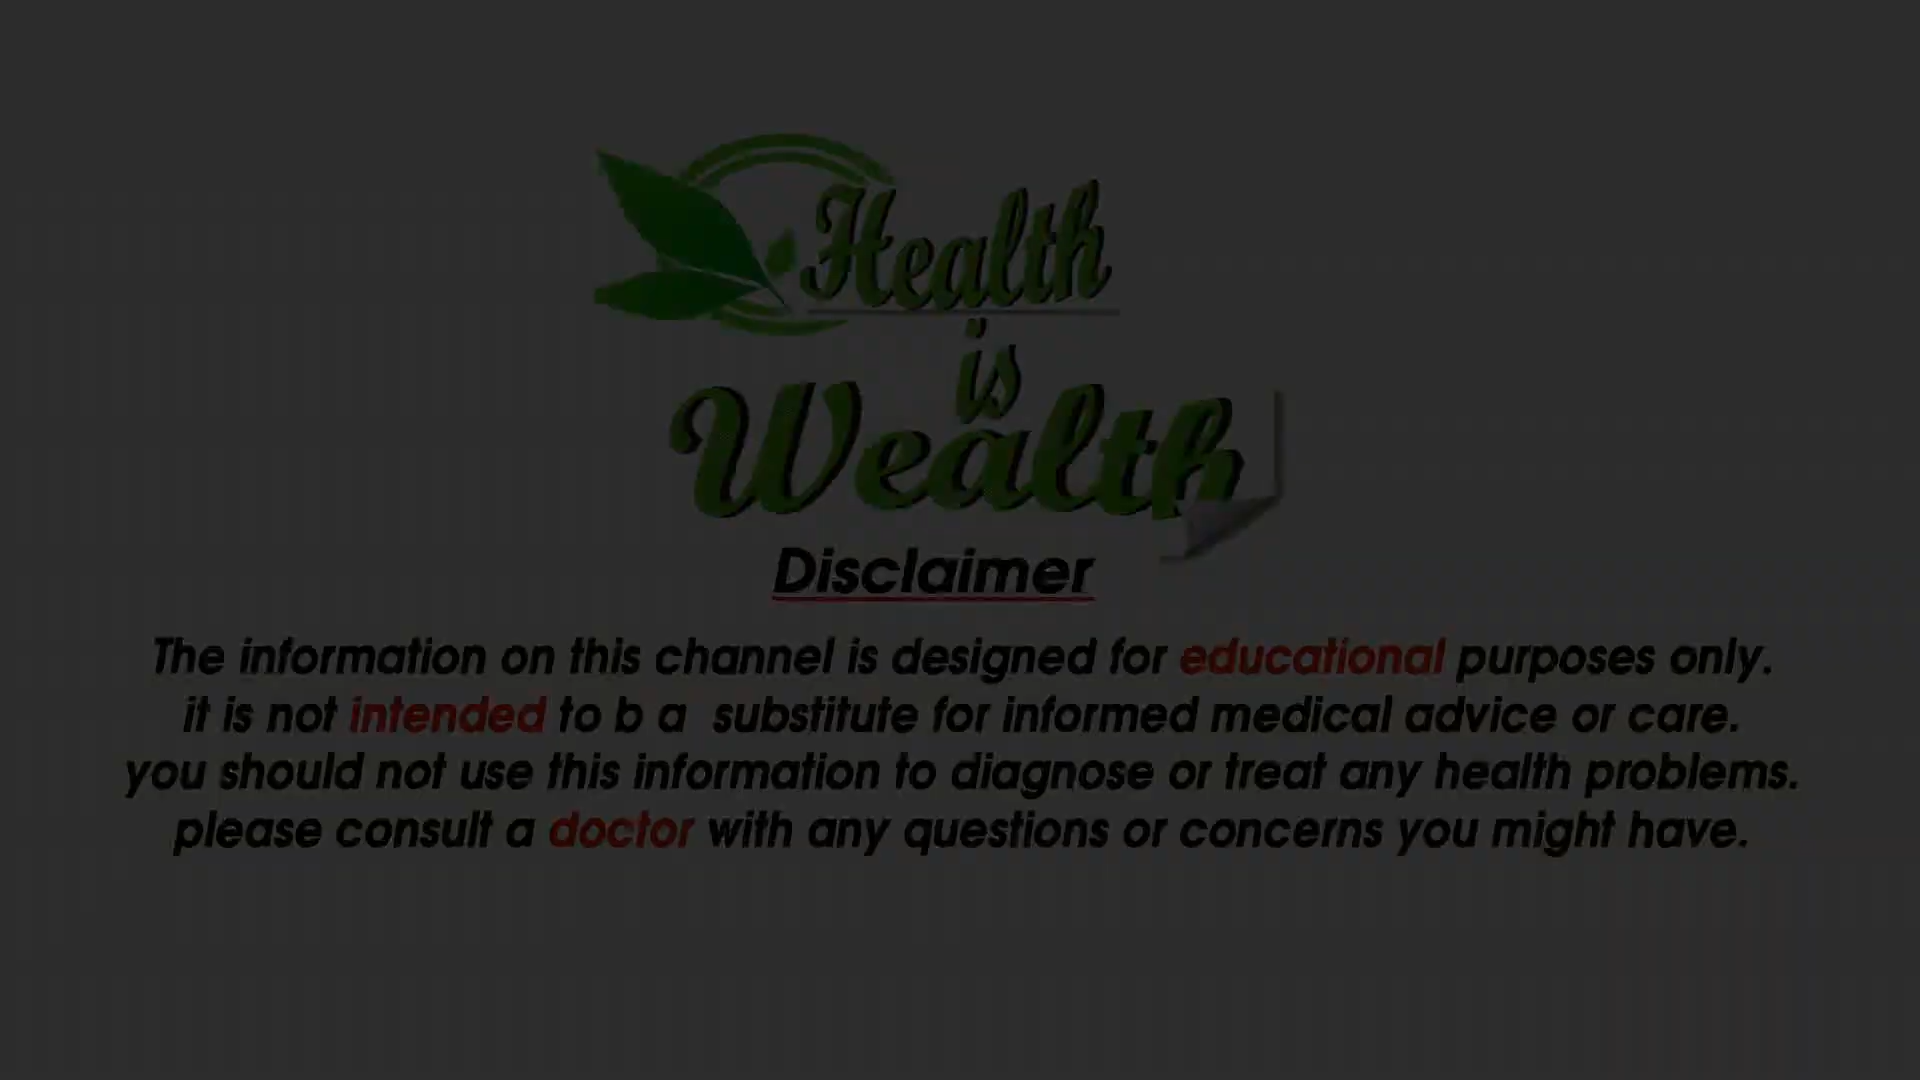 Health
is
Wealth
Disclaimer
The information on this channel is designed for educational purposes only.
it is not intended to b a  substitute for informed medical advice or care.
you should not use this information to diagnose or treat any health problems.
please consult a doctor with any questions or concerns you might have.